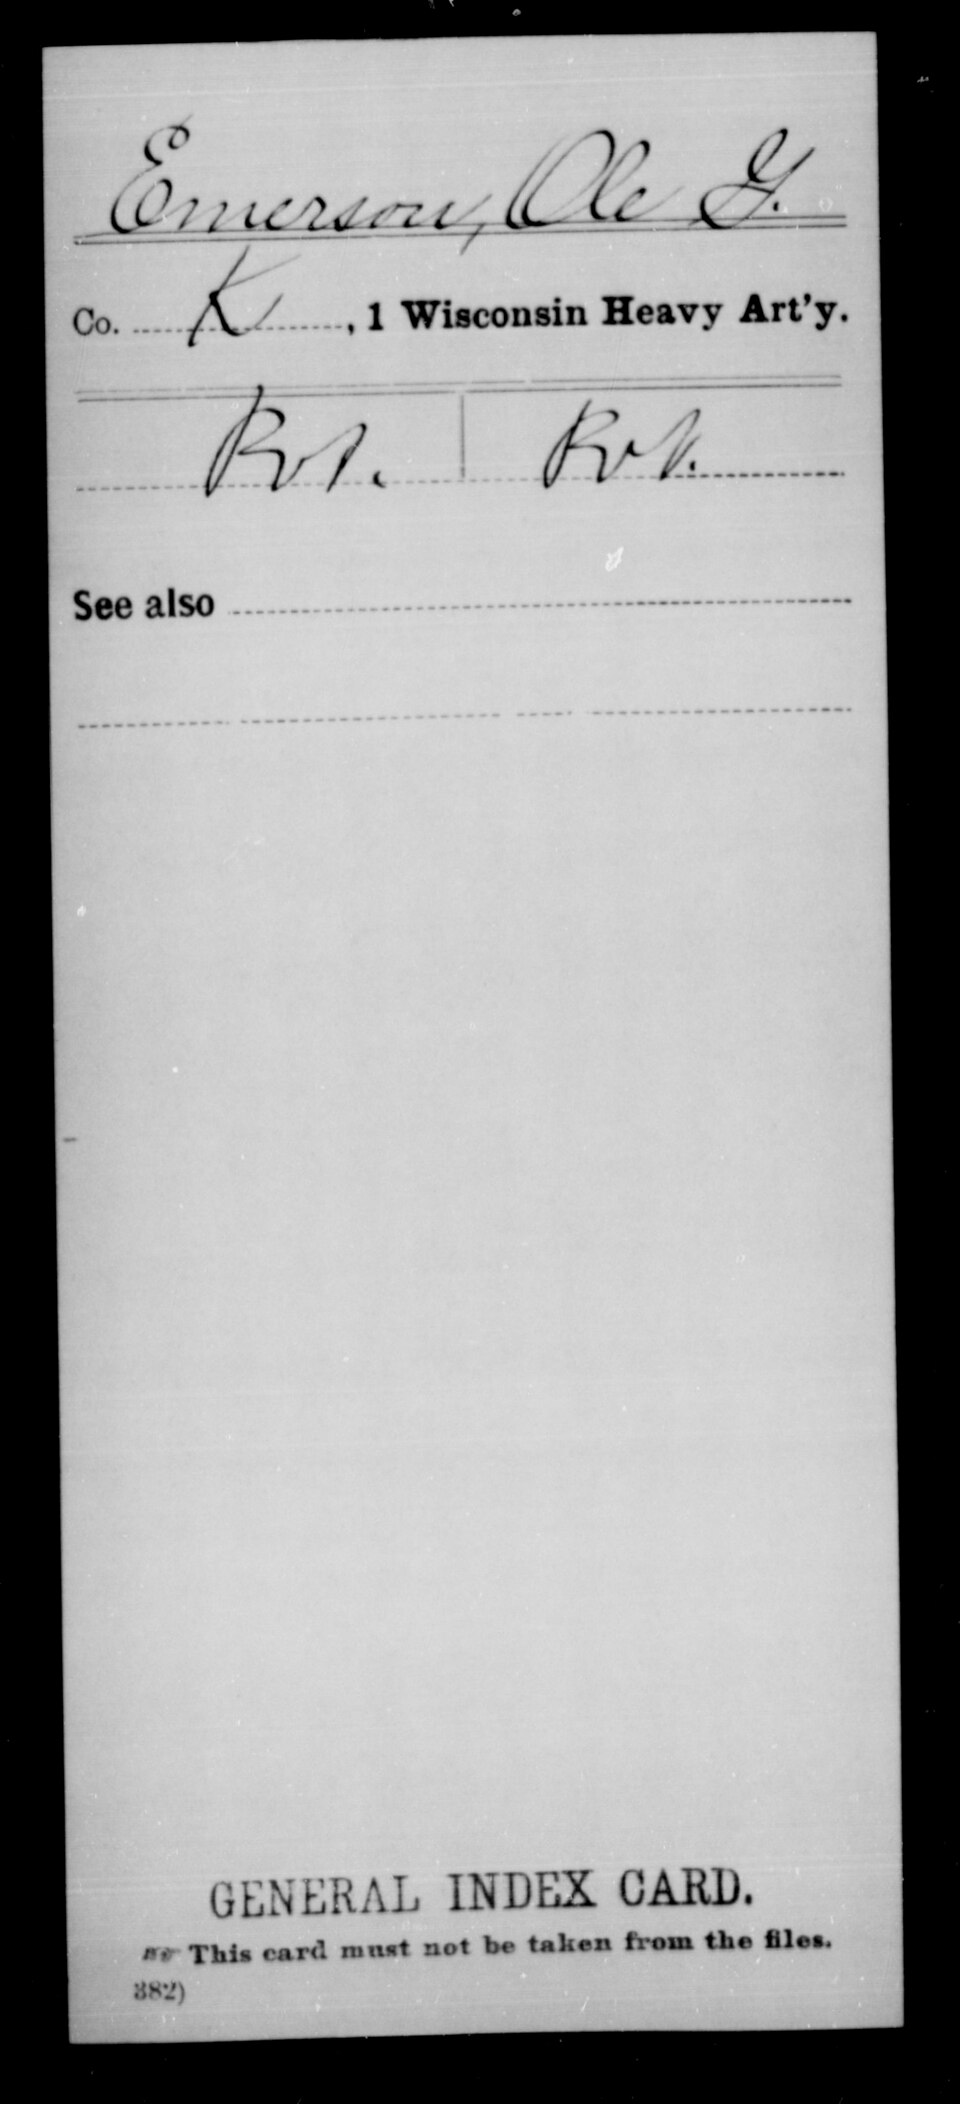 Emerson, Ole G.
Co. K, 1 Wisconsin Heavy Art'y.
Pvt. Pvt.
See also
GENERAL INDEX CARD.
☞ This card must not be taken from the files.
382)